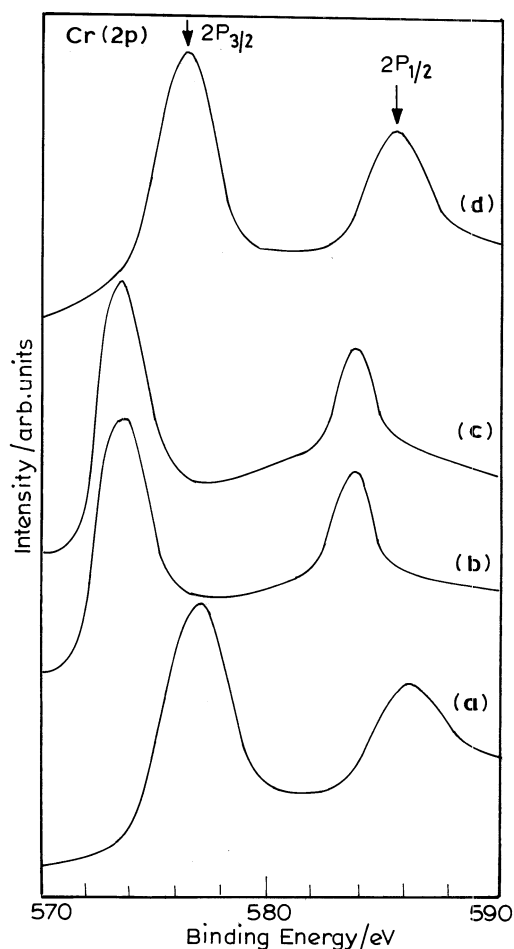 Cr(2p)
2P3/2
2P1/2
(d)
(c)
(b)
(a)
Intensity/arb.units
570 580 590
Binding Energy/eV